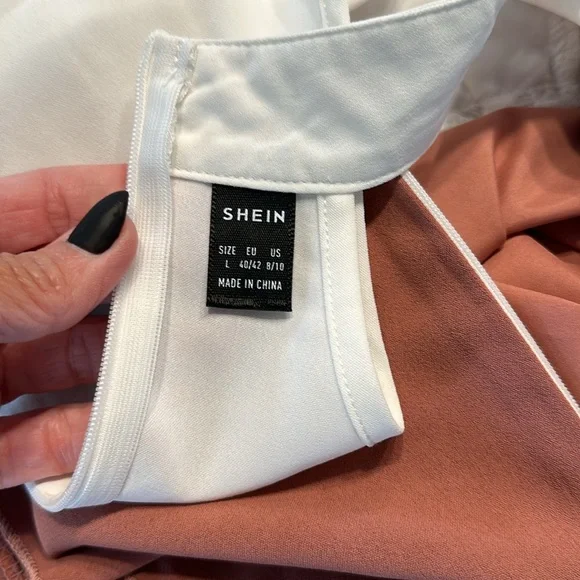 SHEIN
SIZE EU US
L 40/42 8/10
MADE IN CHINA